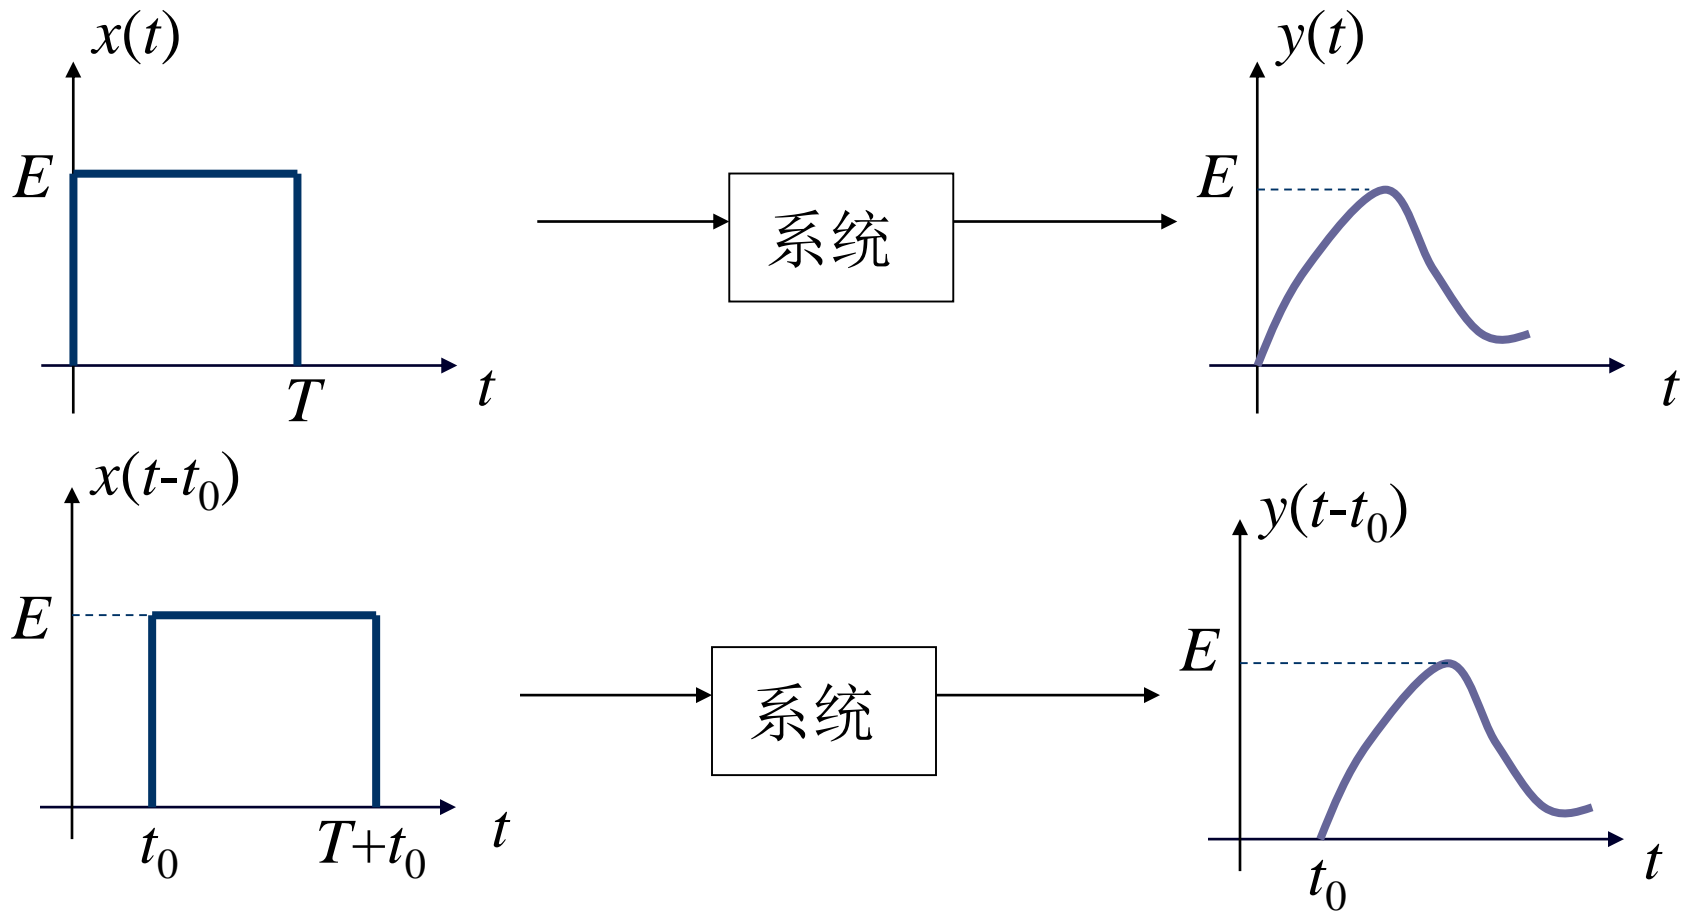 x(t)
y(t)
E
系统
E
T
t
t
x(t-t₀)
y(t-t₀)
E
系统
E
t₀
T+t₀
t
t₀
t